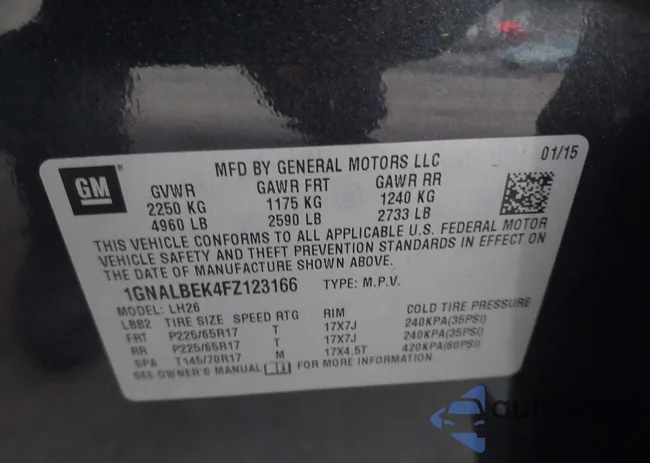 GM
MFD BY GENERAL MOTORS LLC 01/15
GVWR GAWR FRT GAWR RR
2250 KG 1175 KG 1240 KG
4960 LB 2590 LB 2733 LB
THIS VEHICLE CONFORMS TO ALL APPLICABLE U.S. FEDERAL MOTOR
VEHICLE SAFETY AND THEFT PREVENTION STANDARDS IN EFFECT ON
THE DATE OF MANUFACTURE SHOWN ABOVE.
1GNALBEK4FZ123166 TYPE: M.P.V.
MODEL: LH26
LBB2 TIRE SIZE SPEED RTG RIM COLD TIRE PRESSURE
FRT P225/65R17 T 17X7J 240KPA(35PSI)
RR P225/65R17 T 17X7J 240KPA(35PSI)
SPA T145/70R17 M 17X4.5T 420KPA(60PSI)
SEE OWNER'S MANUAL FOR MORE INFORMATION.